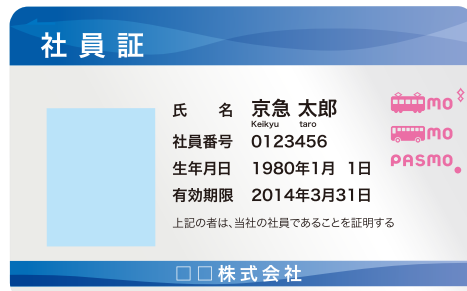 社員証
氏 名 京急 太郎
Keikyu taro
社員番号 0123456
生年月日 1980年1月 1日
有効期限 2014年3月31日
上記の者は、当社の社員であることを証明する
mo
mo
PASMO
□□株式会社